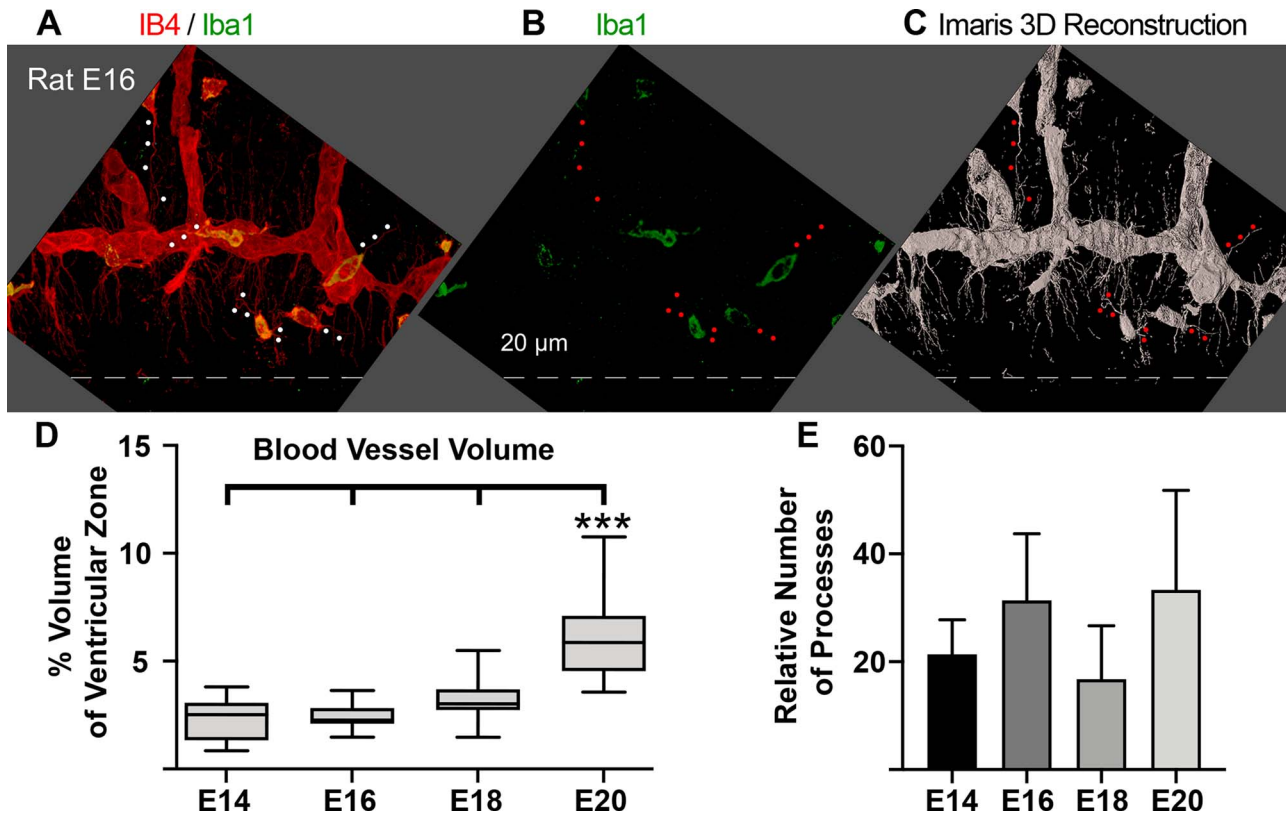 A IB4 / Iba1
B Iba1
C Imaris 3D Reconstruction
Rat E16
20 μm
D
Blood Vessel Volume
% Volume
of Ventricular Zone
15
10
5
***
E14 E16 E18 E20
E
Relative Number
of Processes
60
40
20
E14 E16 E18 E20